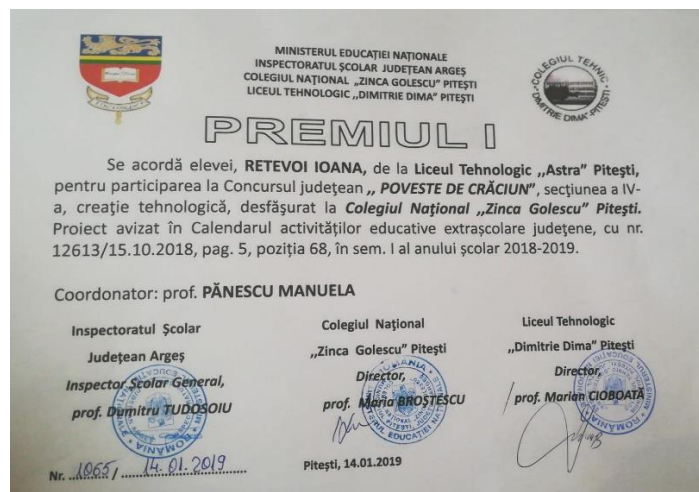 MINISTERUL EDUCAȚIEI NAȚIONALE
INSPECTORATUL ȘCOLAR JUDEȚEAN ARGEȘ
COLEGIUL NAȚIONAL „ZINCA GOLESCU" PITEȘTI
LICEUL TEHNOLOGIC „DIMITRIE DIMA" PITEȘTI
COLEGIUL TEHNIC
„DIMITRIE DIMA" PITEȘTI
PREMIUL I
Se acordă elevei, RETEVOI IOANA, de la Liceul Tehnologic ,,Astra" Pitești,
pentru participarea la Concursul județean ,, POVESTE DE CRĂCIUN", secțiunea a IV-
a, creație tehnologică, desfășurat la Colegiul Național ,,Zinca Golescu" Pitești.
Proiect avizat în Calendarul activităților educative extrașcolare județene, cu nr.
12613/15.10.2018, pag. 5, poziția 68, în sem. I al anului școlar 2018-2019.
Coordonator: prof. PĂNESCU MANUELA
Inspectoratul Școlar
Județean Argeș
Inspector Școlar General,
prof. Dumitru TUDOSOIU
Nr. 1065 / 14.01.2019
Colegiul Național
,,Zinca Golescu" Pitești
Director,
prof. Maria BROȘTESCU
Pitești, 14.01.2019
Liceul Tehnologic
,,Dimitrie Dima" Pitești
Director,
prof. Marian CIOBOATĂ